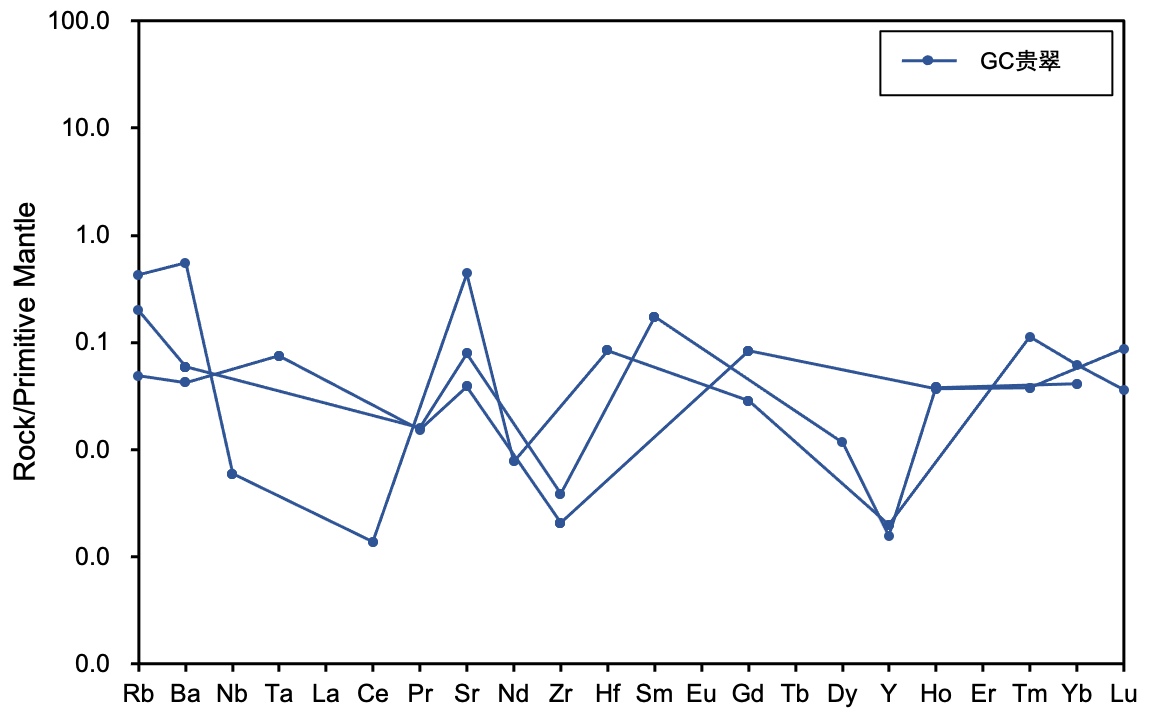 100.0
GC贵翠
10.0
1.0
0.1
0.0
0.0
0.0
Rock/Primitive Mantle
Rb Ba Nb Ta La Ce Pr Sr Nd Zr Hf Sm Eu Gd Tb Dy Y Ho Er Tm Yb Lu